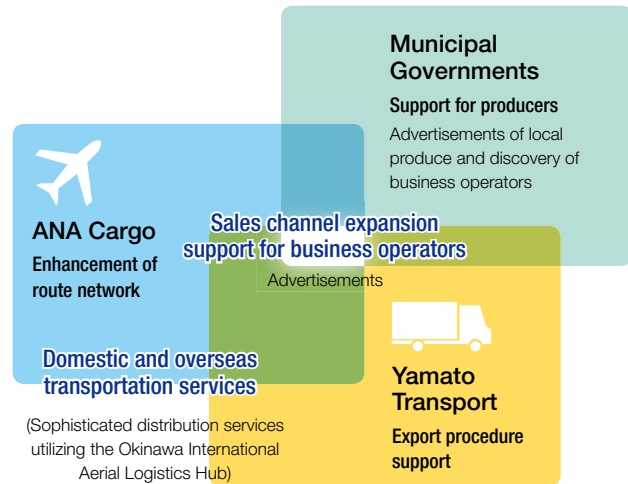 Municipal
Governments
Support for producers
Advertisements of local
produce and discovery of
business operators
ANA Cargo
Enhancement of
route network
Sales channel expansion
support for business operators
Advertisements
Domestic and overseas
transportation services
(Sophisticated distribution services
utilizing the Okinawa International
Aerial Logistics Hub)
Yamato
Transport
Export procedure
support